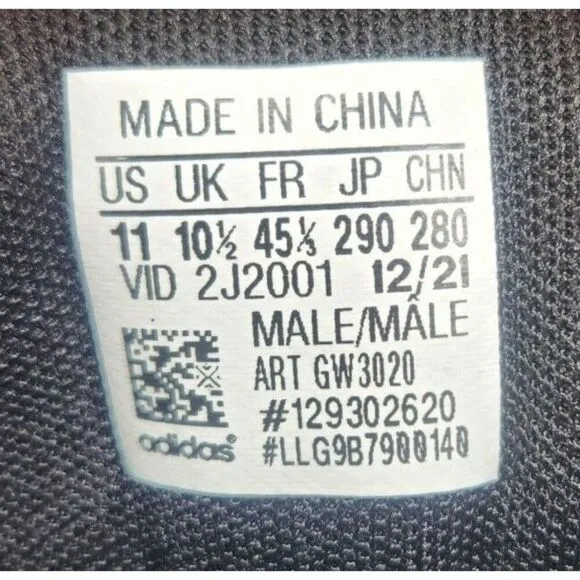 MADE IN CHINA
US UK FR JP CHN
11 10½ 45⅓ 290 280
VID 2J2001 12/21
MALE/MÂLE
ART GW3020
#129302620
adidas® #LLG9B7900140